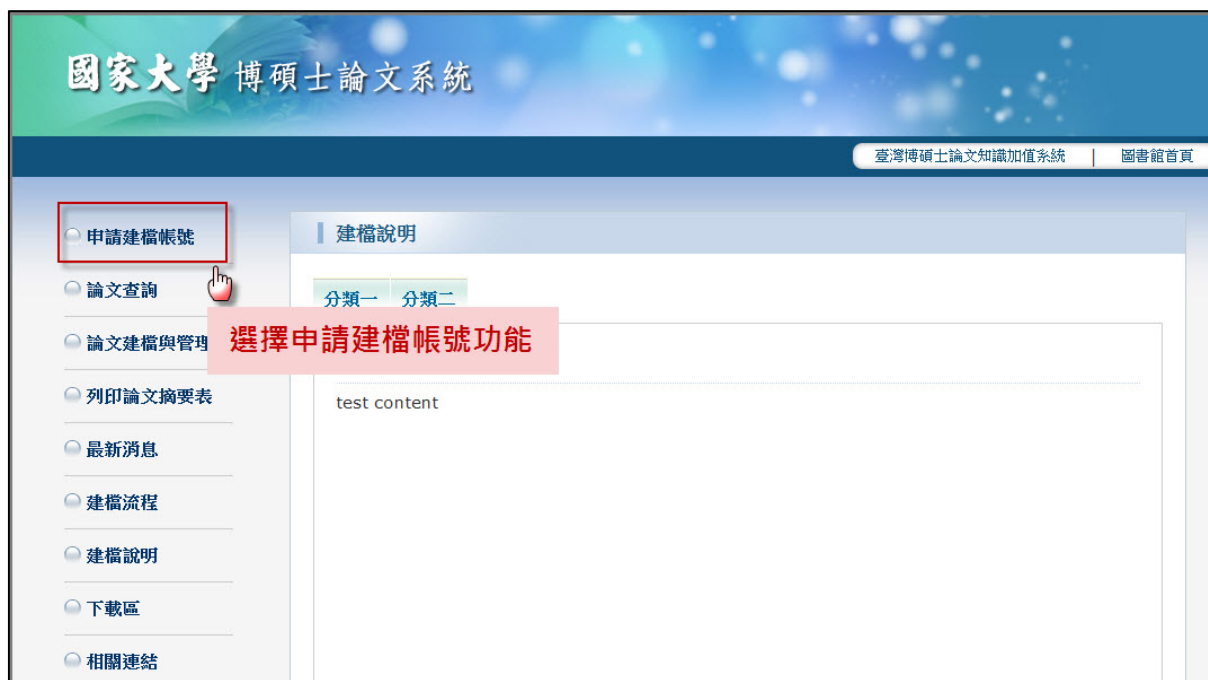 國家大學 博碩士論文系統
臺灣博碩士論文知識加值系統 | 圖書館首頁
申請建檔帳號
建檔說明
論文查詢
分類一 分類二
論文建檔與管理
選擇申請建檔帳號功能
列印論文摘要表
test content
最新消息
建檔流程
建檔說明
下載區
相關連結